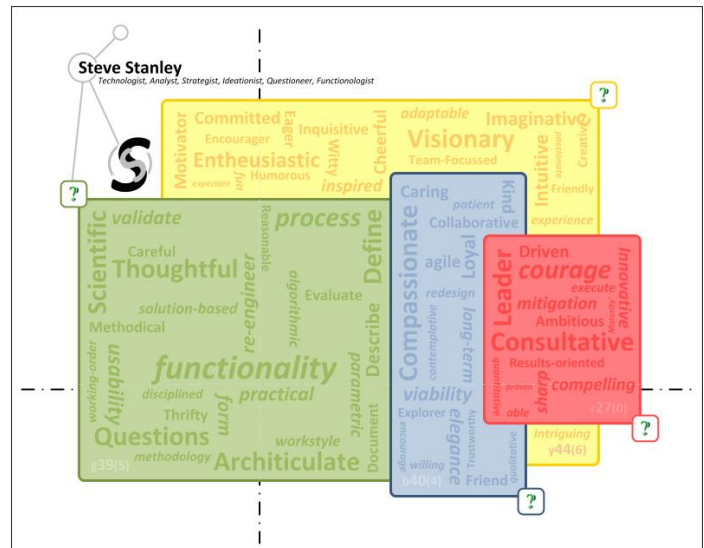 Steve Stanley
Technologist, Analyst, Strategist, Ideationist, Questioneer, Functionologist
?
Motivator
Committed
Eager
Encourager
Inquisitive
Cheerful
adaptable
Imaginative
Visionary
Team-Focussed
Entheusiastic
Witty
expectant
fun
Humorous
inspired
Intuitive
passionate
Creative
Friendly
experience
Intriguing
y44(6)
?
Scientific
validate
Reasonable
process
Define
Careful
Thoughtful
re-engineer
algorithmic
Evaluate
solution-based
Methodical
Describe
working-order
usability
functionality
parametric
disciplined
practical
Thrifty
form
Questions
workstyle
methodology
Architiculate
Document
g39(5)
Caring
Kind
patient
Collaborative
Compassionate
agile
Loyal
redesign
contemplative
long-term
viability
Explorer
elegance
Trustworthy
encourage
willing
Friend
qualitative
b40(4)
?
Leader
Driven
courage
Innovative
execute
mitigation
Maturity
Ambitious
Consultative
Results-oriented
quantitative
proven
sharp
compelling
able
r27(0)
?